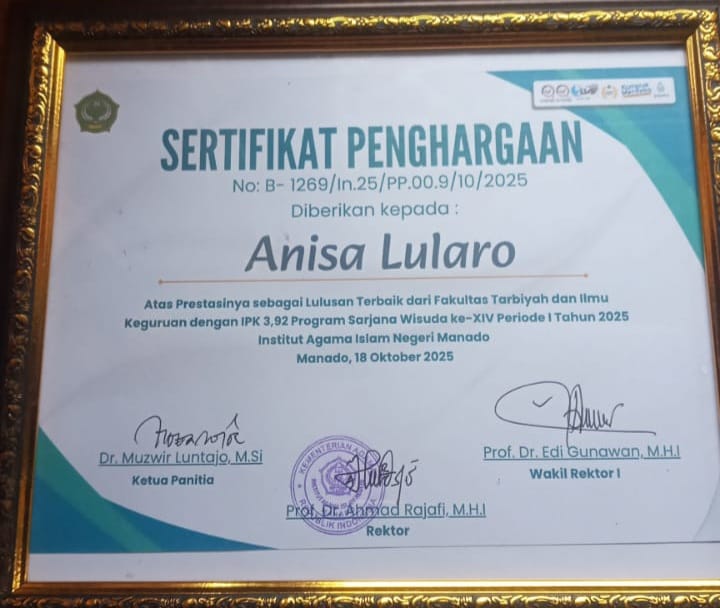 SERTIFIKAT PENGHARGAAN
No: B- 1269/In.25/PP.00.9/10/2025
Diberikan kepada :
Anisa Lularo
Atas Prestasinya sebagai Lulusan Terbaik dari Fakultas Tarbiyah dan Ilmu
Keguruan dengan IPK 3,92 Program Sarjana Wisuda ke-XIV Periode I Tahun 2025
Institut Agama Islam Negeri Manado
Manado, 18 Oktober 2025
Dr. Muzwir Luntajo, M.Si
Ketua Panitia
Prof. Dr. Edi Gunawan, M.H.I
Wakil Rektor I
KEMENTERIAN
REPUBLIK INDONESIA
Prof. Dr. Ahmad Rajafi, M.H.I
Rektor